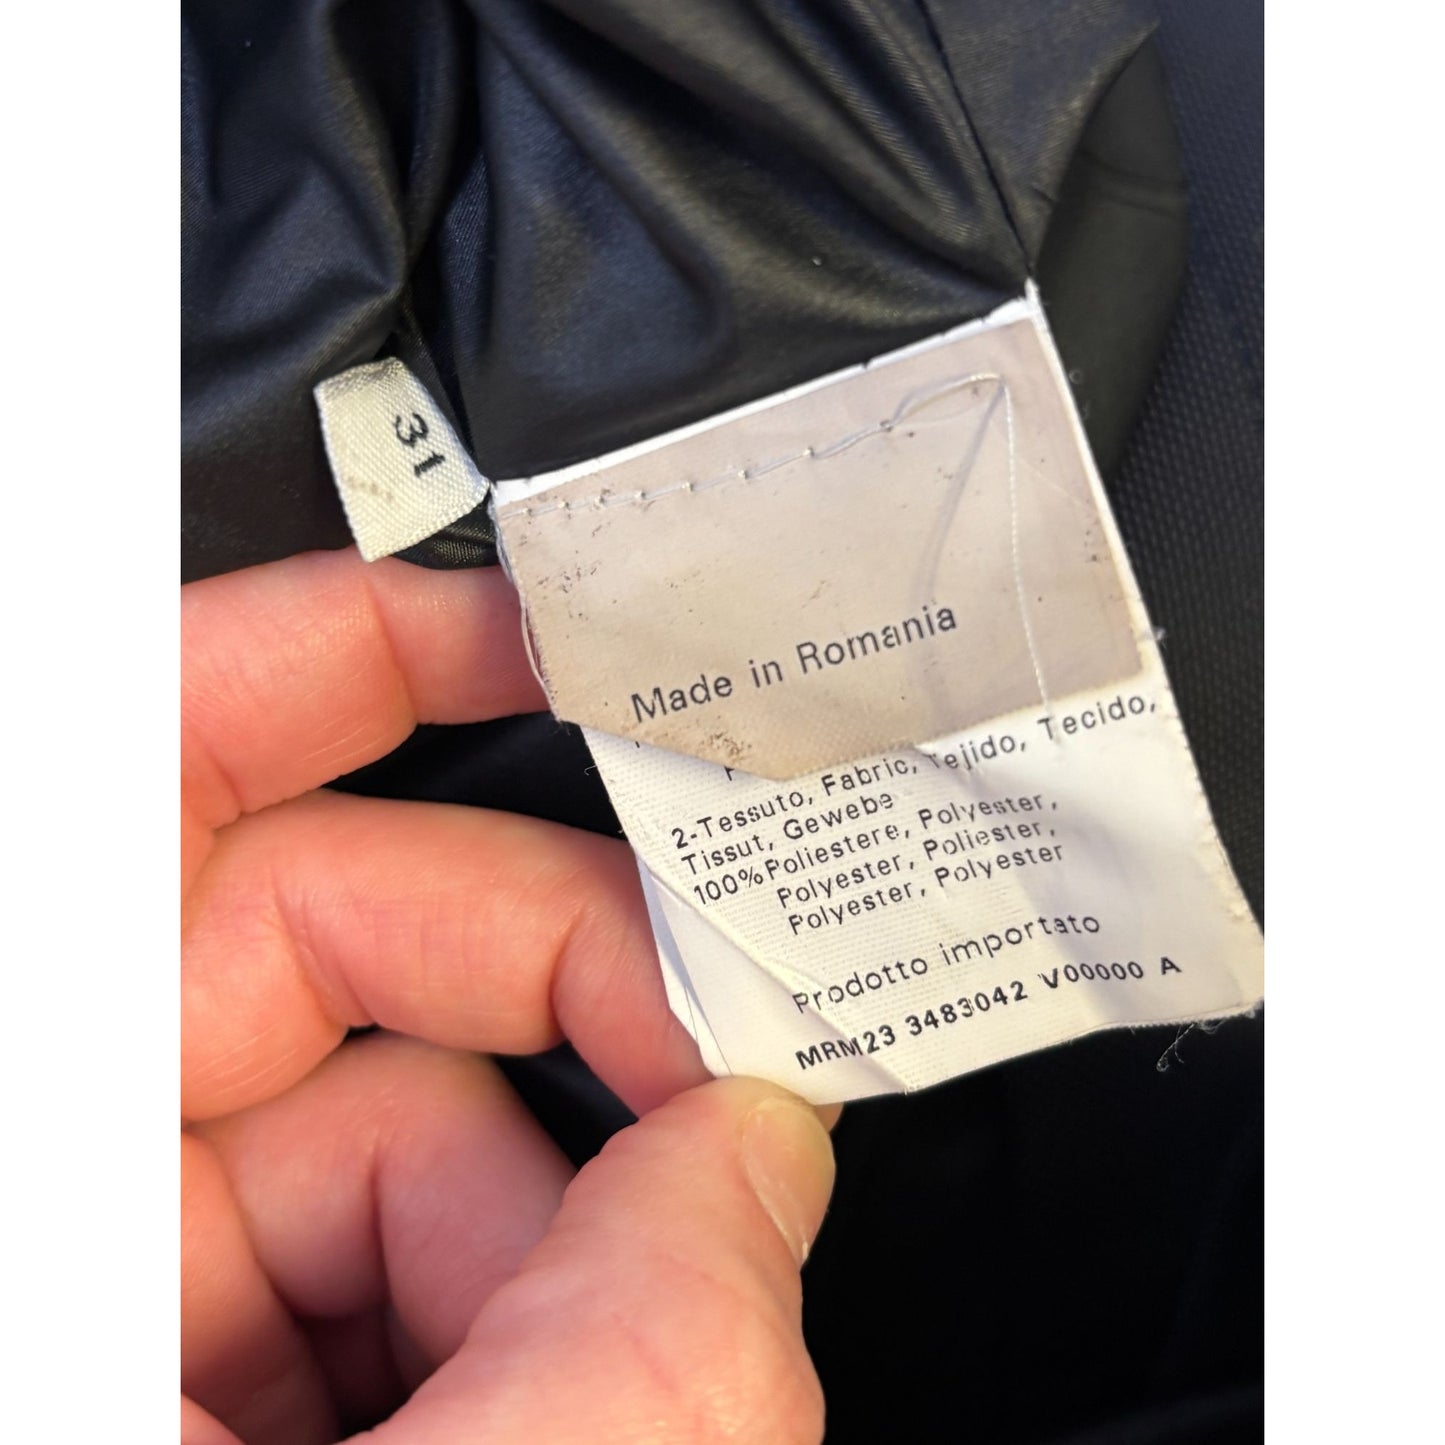 31
Made in Romania
2-Tessuto, Fabric, Tejido, Tecido,
Tissut, Gewebe
100%Poliestere, Polyester,
Polyester, Poliester,
Polyester, Polyester
Prodotto importato
MRM23 3483042 V00000 A